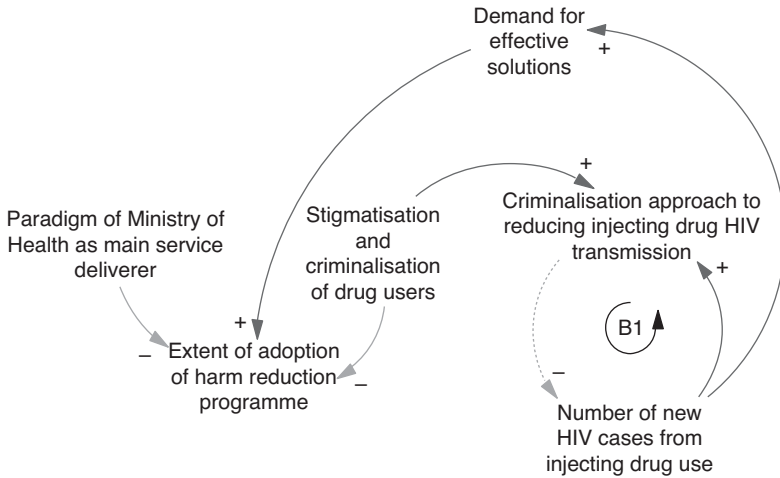 Demand for
effective
solutions
+
+
Paradigm of Ministry of
Health as main service
deliverer
Stigmatisation
and
criminalisation
of drug users
+
Criminalisation approach to
reducing injecting drug HIV
transmission
+
B1
+
–
Extent of adoption
of harm reduction
programme
–
–
Number of new
HIV cases from
injecting drug use